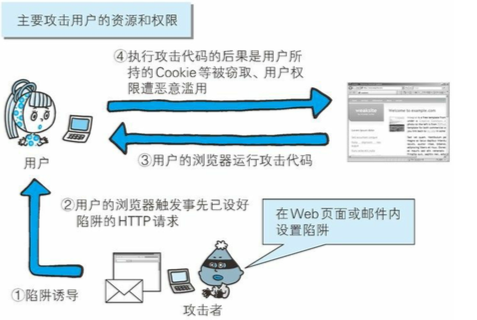 主要攻击用户的资源和权限
④执行攻击代码的后果是用户所
持的Cookie等被窃取、用户权
限遭恶意滥用
用户
③用户的浏览器运行攻击代码
②用户的浏览器触发事先已设好
陷阱的HTTP请求
在Web页面或邮件内
设置陷阱
①陷阱诱导
攻击者